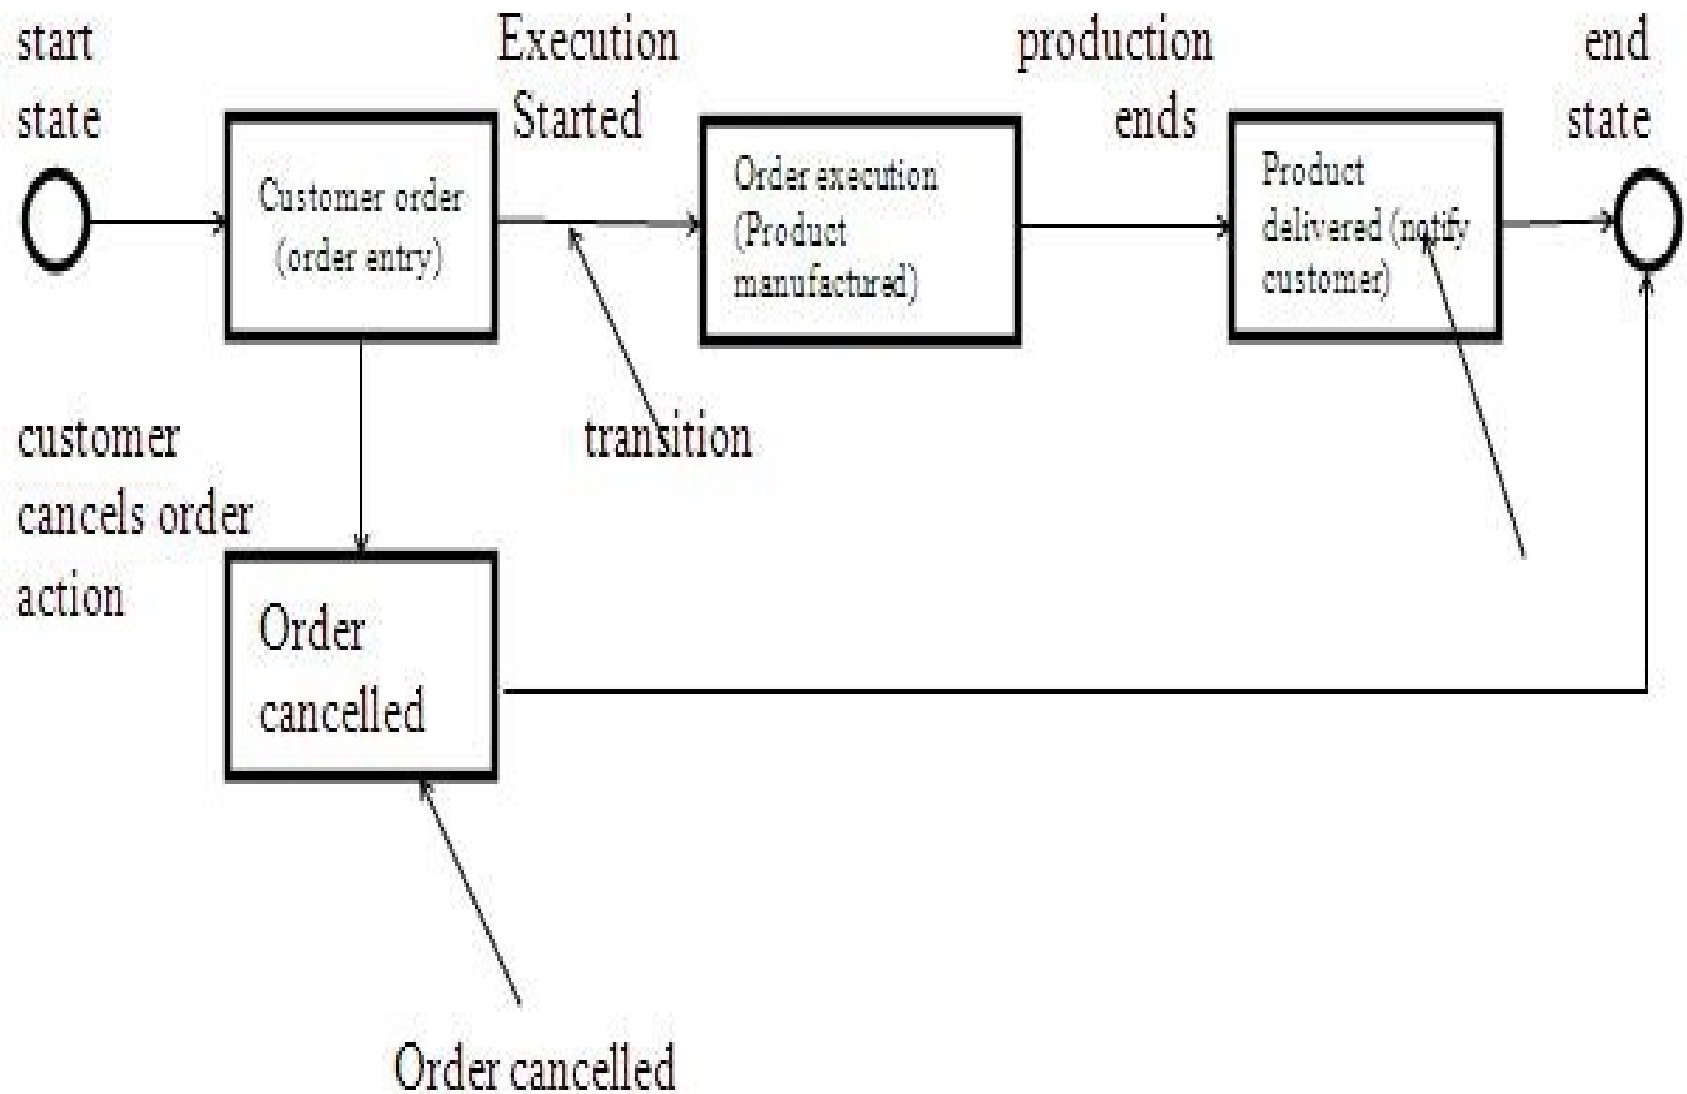 start
state
Execution
Started
production
ends
end
state
Customer order
(order entry)
Order execution
(Product
manufactured)
Product
delivered (notify
customer)
customer
cancels order
action
transition
Order
cancelled
Order cancelled